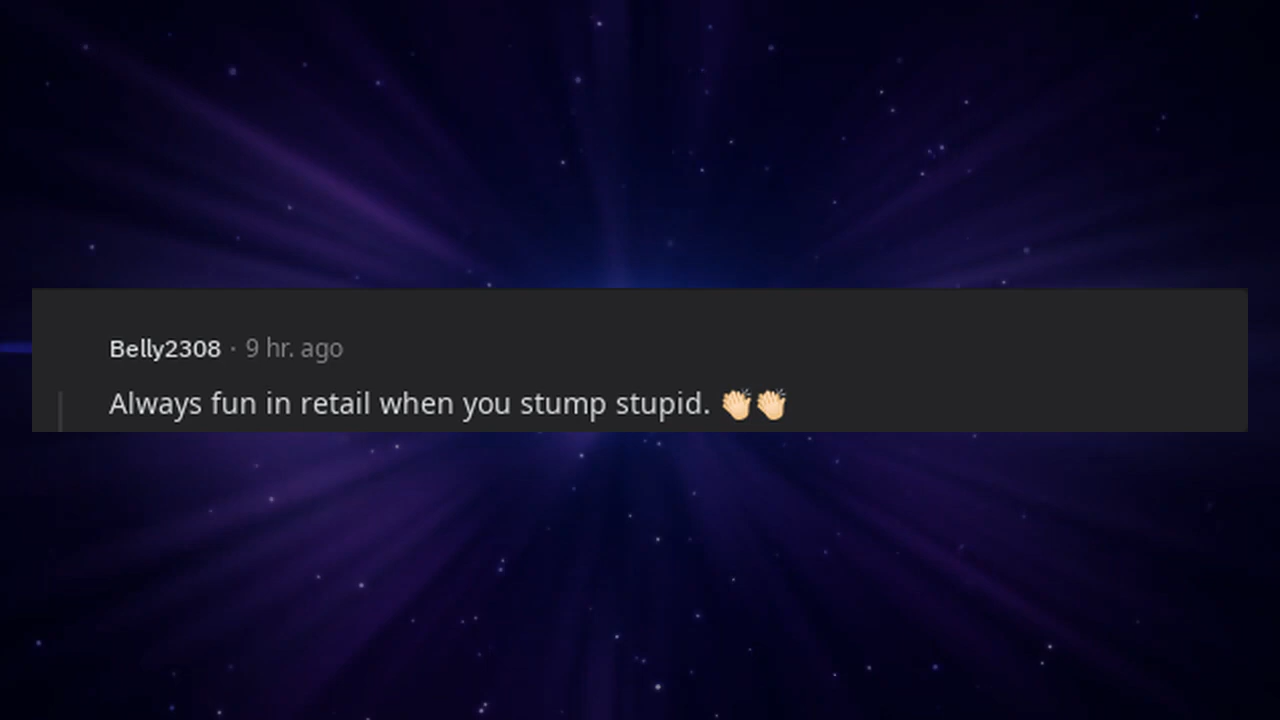 Belly2308 · 9 hr. ago
Always fun in retail when you stump stupid. 👏🏻👏🏻